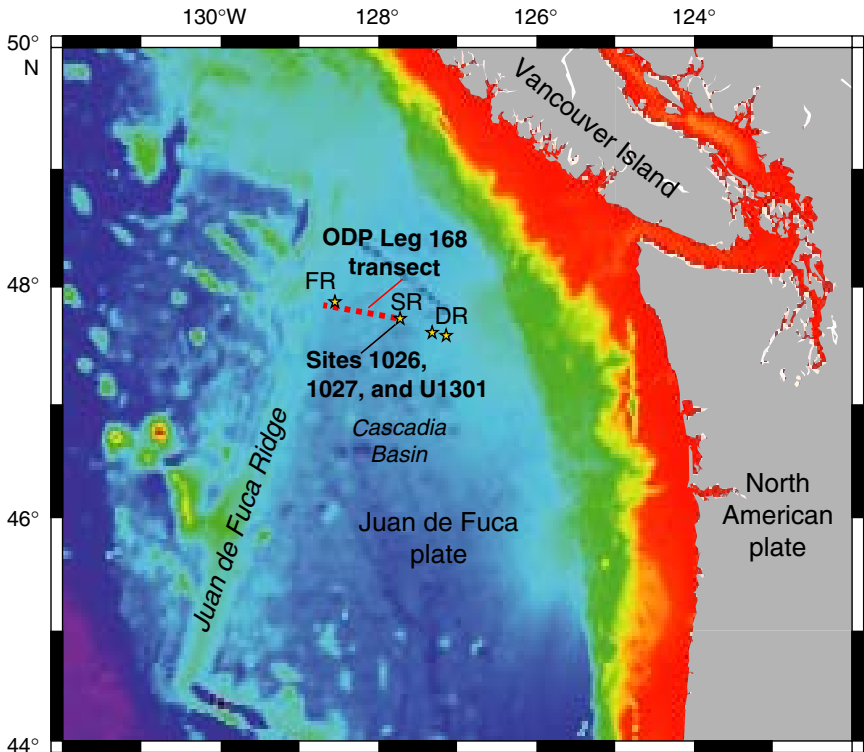 130°W 128° 126° 124°
50°
N
Vancouver Island
ODP Leg 168
transect
FR
48°
SR
DR
Sites 1026,
1027, and U1301
Cascadia
Basin
Juan de Fuca Ridge
North
American
plate
46°
Juan de Fuca
plate
44°